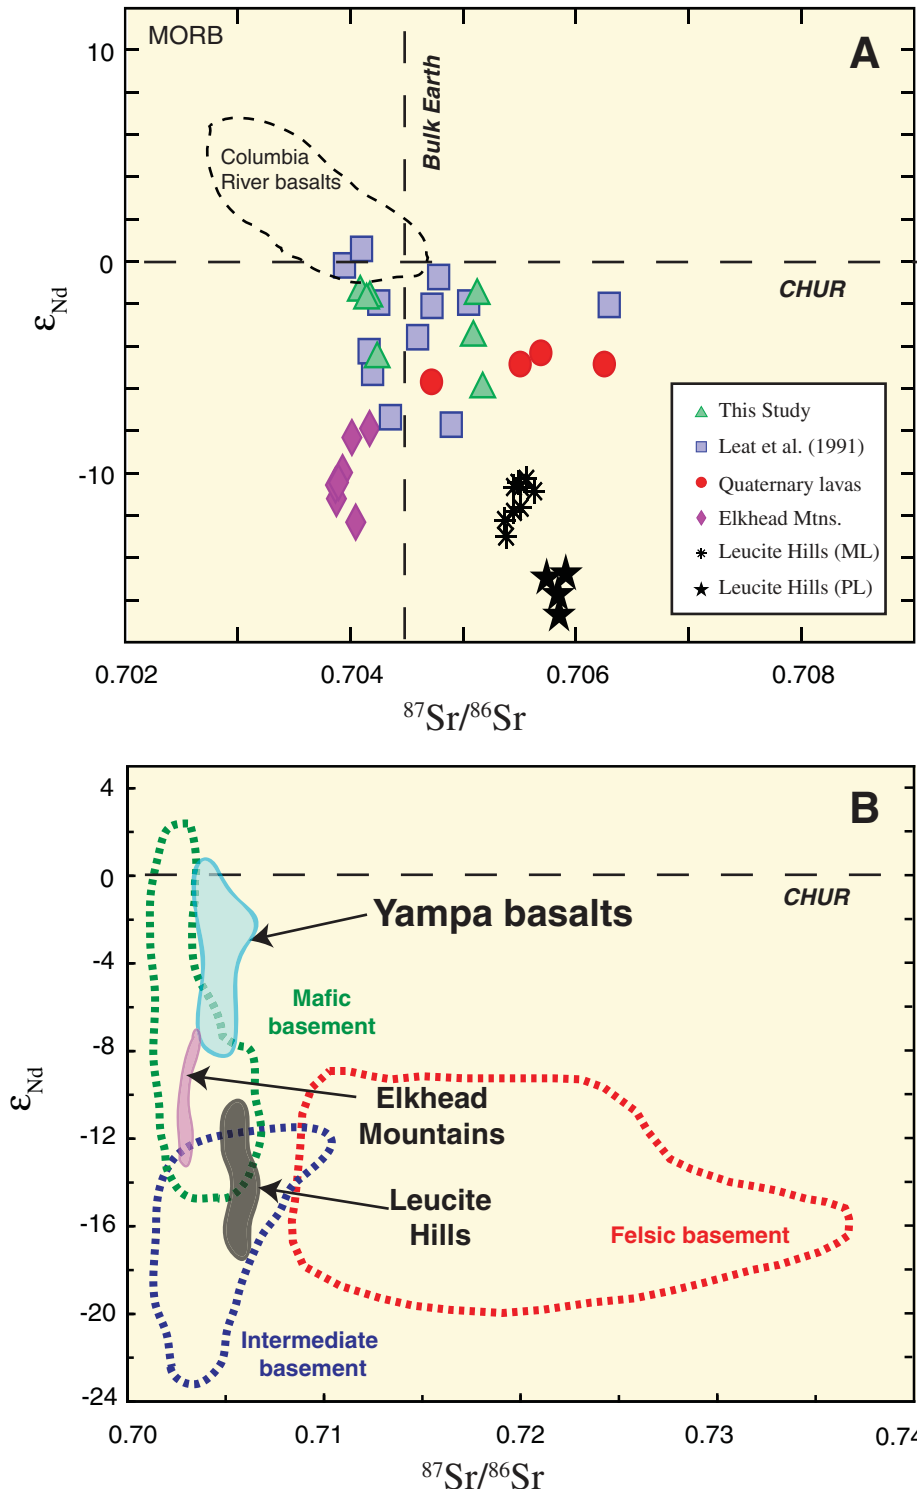 MORB
A
10
Bulk Earth
Columbia
River basalts
0
CHUR
εNd
This Study
Leat et al. (1991)
Quaternary lavas
Elkhead Mtns.
Leucite Hills (ML)
Leucite Hills (PL)
-10
0.702
0.704
0.706
0.708
87Sr/86Sr
4
B
0
CHUR
Yampa basalts
-4
Mafic
basement
-8
εNd
Elkhead
Mountains
-12
Leucite
Hills
-16
Felsic basement
-20
Intermediate
basement
-24
0.70
0.71
0.72
0.73
0.74
87Sr/86Sr